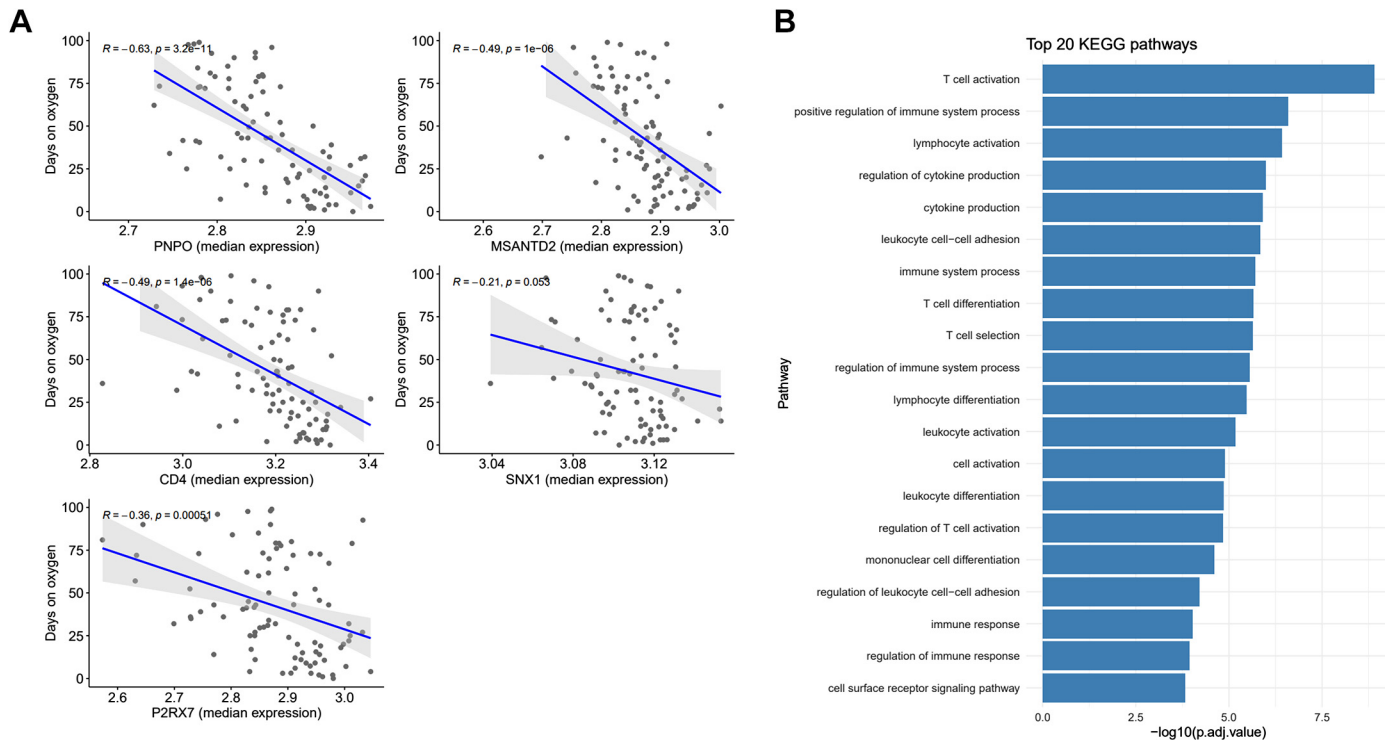 A
R = −0.63, p = 3.2e−11
Days on oxygen
100
75
50
25
0
2.7 2.8 2.9
PNPO (median expression)
R = −0.49, p = 1e−06
Days on oxygen
100
75
50
25
0
2.6 2.7 2.8 2.9 3.0
MSANTD2 (median expression)
R = −0.49, p = 1.4e−06
Days on oxygen
100
75
50
25
0
2.8 3.0 3.2 3.4
CD4 (median expression)
R = −0.21, p = 0.053
Days on oxygen
100
75
50
25
0
3.04 3.08 3.12
SNX1 (median expression)
R = −0.36, p = 0.00051
Days on oxygen
100
75
50
25
0
2.6 2.7 2.8 2.9 3.0
P2RX7 (median expression)
B
Top 20 KEGG pathways
Pathway
T cell activation
positive regulation of immune system process
lymphocyte activation
regulation of cytokine production
cytokine production
leukocyte cell−cell adhesion
immune system process
T cell differentiation
T cell selection
regulation of immune system process
lymphocyte differentiation
leukocyte activation
cell activation
leukocyte differentiation
regulation of T cell activation
mononuclear cell differentiation
regulation of leukocyte cell−cell adhesion
immune response
regulation of immune response
cell surface receptor signaling pathway
0.0 2.5 5.0 7.5
−log10(p.adj.value)